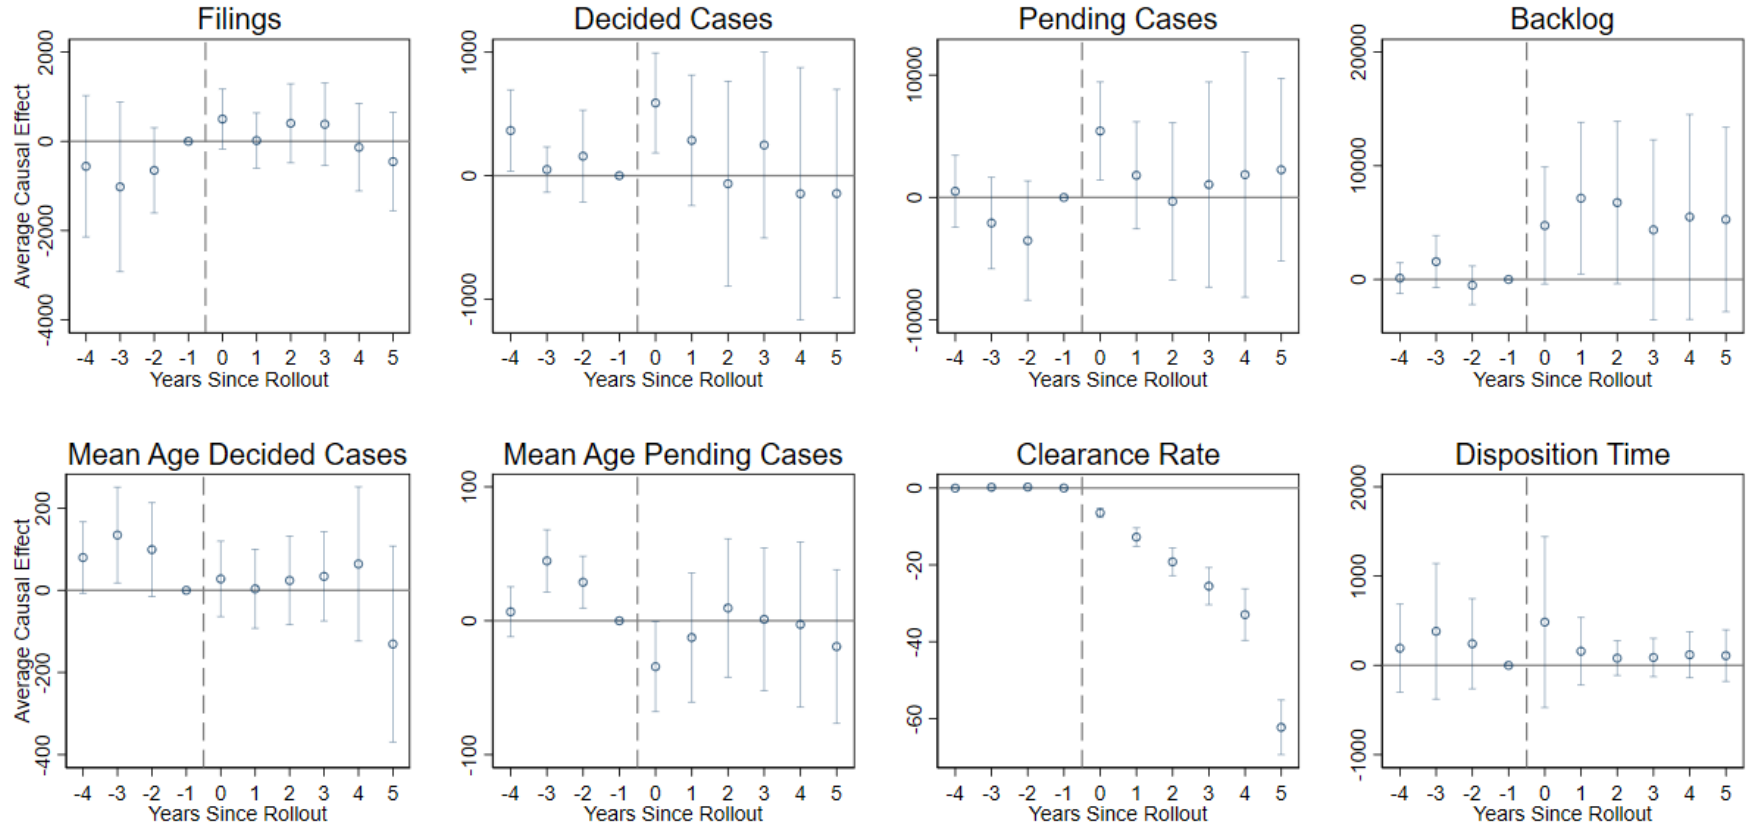 Filings
Decided Cases
Pending Cases
Backlog
Average Causal Effect
2000
0
-2000
-4000
1000
0
-1000
10000
0
-10000
20000
10000
0
-4 -3 -2 -1 0 1 2 3 4 5
-4 -3 -2 -1 0 1 2 3 4 5
-4 -3 -2 -1 0 1 2 3 4 5
-4 -3 -2 -1 0 1 2 3 4 5
Years Since Rollout
Years Since Rollout
Years Since Rollout
Years Since Rollout
Mean Age Decided Cases
Mean Age Pending Cases
Clearance Rate
Disposition Time
Average Causal Effect
200
0
-200
-400
100
0
-100
0
-20
-40
-60
2000
1000
0
-1000
-4 -3 -2 -1 0 1 2 3 4 5
-4 -3 -2 -1 0 1 2 3 4 5
-4 -3 -2 -1 0 1 2 3 4 5
-4 -3 -2 -1 0 1 2 3 4 5
Years Since Rollout
Years Since Rollout
Years Since Rollout
Years Since Rollout